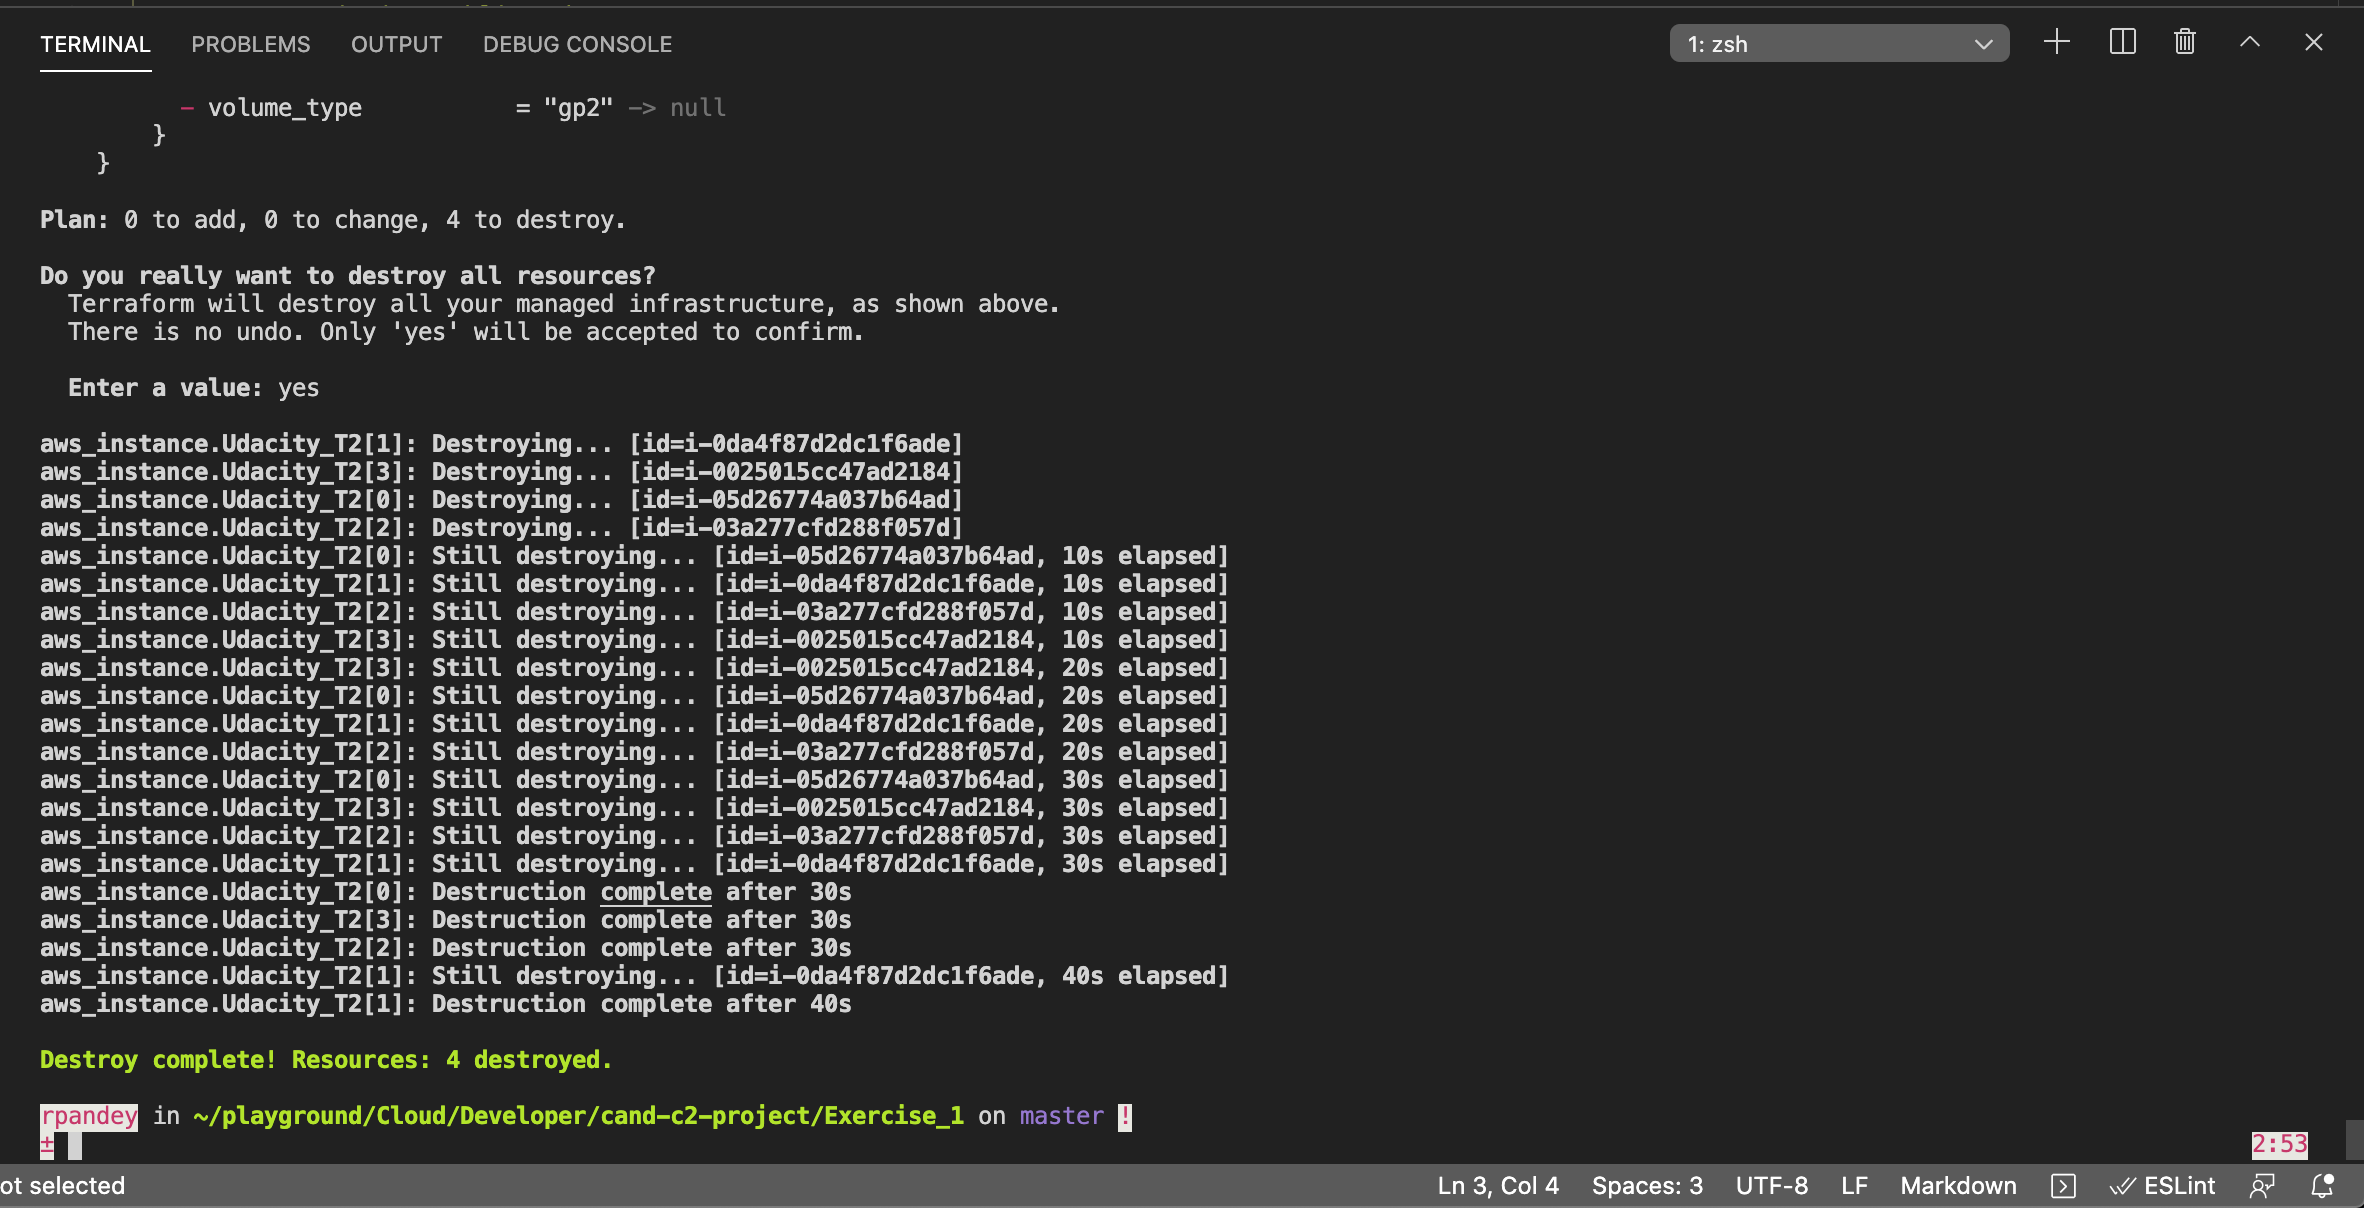 TERMINAL PROBLEMS OUTPUT DEBUG CONSOLE 1: zsh
- volume_type = "gp2" -> null
}
}
Plan: 0 to add, 0 to change, 4 to destroy.
Do you really want to destroy all resources?
Terraform will destroy all your managed infrastructure, as shown above.
There is no undo. Only 'yes' will be accepted to confirm.
Enter a value: yes
aws_instance.Udacity_T2[1]: Destroying... [id=i-0da4f87d2dc1f6ade]
aws_instance.Udacity_T2[3]: Destroying... [id=i-0025015cc47ad2184]
aws_instance.Udacity_T2[0]: Destroying... [id=i-05d26774a037b64ad]
aws_instance.Udacity_T2[2]: Destroying... [id=i-03a277cfd288f057d]
aws_instance.Udacity_T2[0]: Still destroying... [id=i-05d26774a037b64ad, 10s elapsed]
aws_instance.Udacity_T2[1]: Still destroying... [id=i-0da4f87d2dc1f6ade, 10s elapsed]
aws_instance.Udacity_T2[2]: Still destroying... [id=i-03a277cfd288f057d, 10s elapsed]
aws_instance.Udacity_T2[3]: Still destroying... [id=i-0025015cc47ad2184, 10s elapsed]
aws_instance.Udacity_T2[3]: Still destroying... [id=i-0025015cc47ad2184, 20s elapsed]
aws_instance.Udacity_T2[0]: Still destroying... [id=i-05d26774a037b64ad, 20s elapsed]
aws_instance.Udacity_T2[1]: Still destroying... [id=i-0da4f87d2dc1f6ade, 20s elapsed]
aws_instance.Udacity_T2[2]: Still destroying... [id=i-03a277cfd288f057d, 20s elapsed]
aws_instance.Udacity_T2[0]: Still destroying... [id=i-05d26774a037b64ad, 30s elapsed]
aws_instance.Udacity_T2[3]: Still destroying... [id=i-0025015cc47ad2184, 30s elapsed]
aws_instance.Udacity_T2[2]: Still destroying... [id=i-03a277cfd288f057d, 30s elapsed]
aws_instance.Udacity_T2[1]: Still destroying... [id=i-0da4f87d2dc1f6ade, 30s elapsed]
aws_instance.Udacity_T2[0]: Destruction complete after 30s
aws_instance.Udacity_T2[3]: Destruction complete after 30s
aws_instance.Udacity_T2[2]: Destruction complete after 30s
aws_instance.Udacity_T2[1]: Still destroying... [id=i-0da4f87d2dc1f6ade, 40s elapsed]
aws_instance.Udacity_T2[1]: Destruction complete after 40s
Destroy complete! Resources: 4 destroyed.
rpandey in ~/playground/Cloud/Developer/cand-c2-project/Exercise_1 on master !
± 2:53
ot selected Ln 3, Col 4 Spaces: 3 UTF-8 LF Markdown ESLint